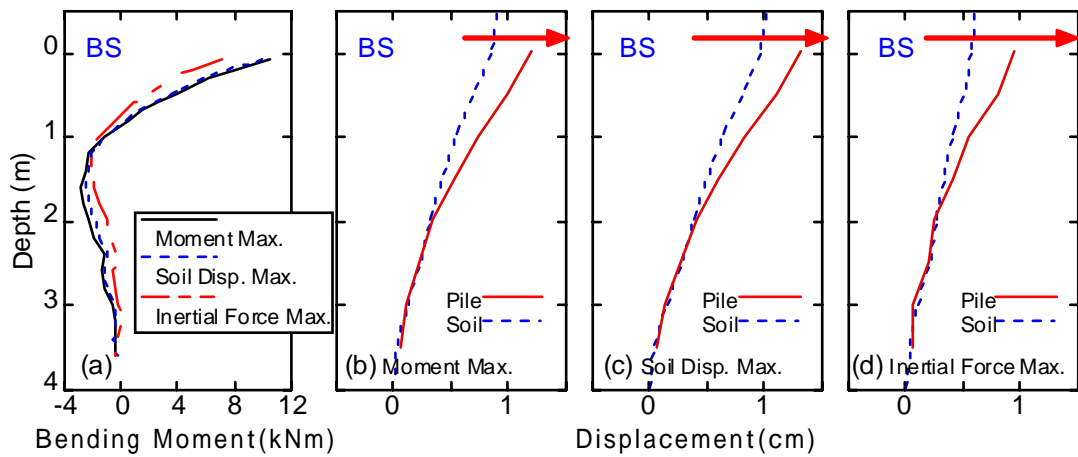 BS
BS
BS
BS
0
1
2
3
4
Depth (m)
Moment Max.
Soil Disp. Max.
Inertial Force Max.
(a)
-4 0 4 8 12
Bending Moment(kNm)
Pile
Soil
(b) Moment Max.
0 1
Pile
Soil
(c) Soil Disp. Max.
0 1
Displacement(cm)
Pile
Soil
(d) Inertial Force Max.
0 1